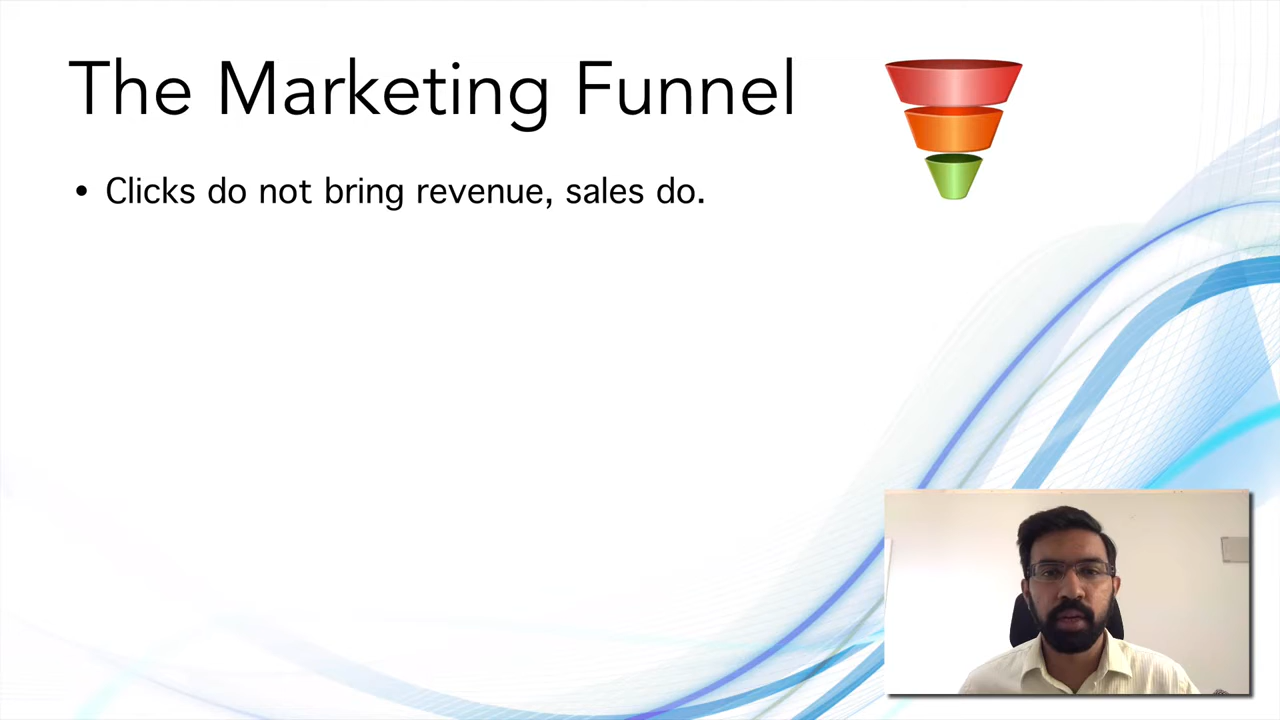 The Marketing Funnel
• Clicks do not bring revenue, sales do.